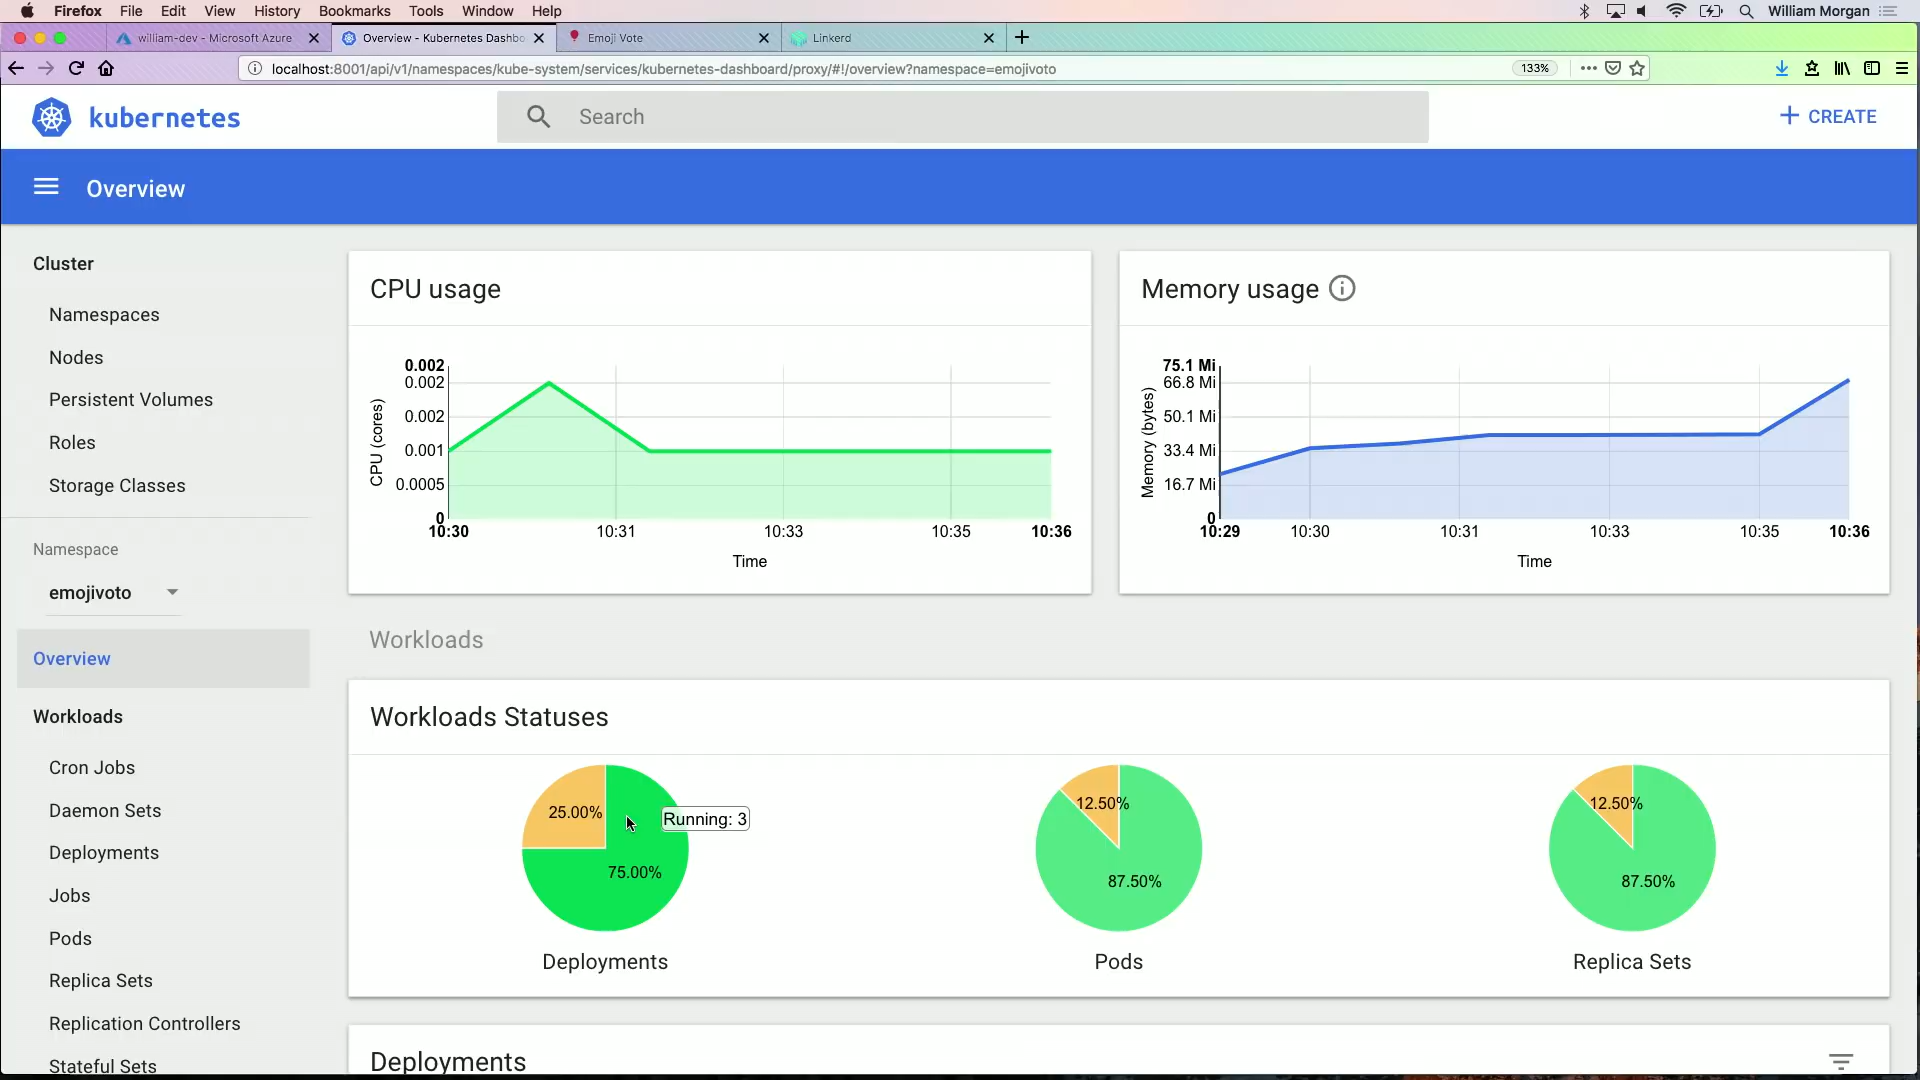 Firefox File Edit View History Bookmarks Tools Window Help William Morgan
william-dev - Microsoft Azure Overview - Kubernetes Dashbo Emoji Vote Linkerd
localhost:8001/api/v1/namespaces/kube-system/services/kubernetes-dashboard/proxy/#!/overview?namespace=emojivoto 133%
kubernetes Search + CREATE
Overview
Cluster
Namespaces
Nodes
Persistent Volumes
Roles
Storage Classes
Namespace
emojivoto
Overview
Workloads
Cron Jobs
Daemon Sets
Deployments
Jobs
Pods
Replica Sets
Replication Controllers
Stateful Sets
CPU usage
CPU (cores)
0.002
0.002
0.002
0.001
0.0005
0
10:30 10:31 10:33 10:35 10:36
Time
Memory usage
Memory (bytes)
75.1 Mi
66.8 Mi
50.1 Mi
33.4 Mi
16.7 Mi
0
10:29 10:30 10:31 10:33 10:35 10:36
Time
Workloads
Workloads Statuses
25.00%
Running: 3
75.00%
Deployments
12.50%
87.50%
Pods
12.50%
87.50%
Replica Sets
Deployments